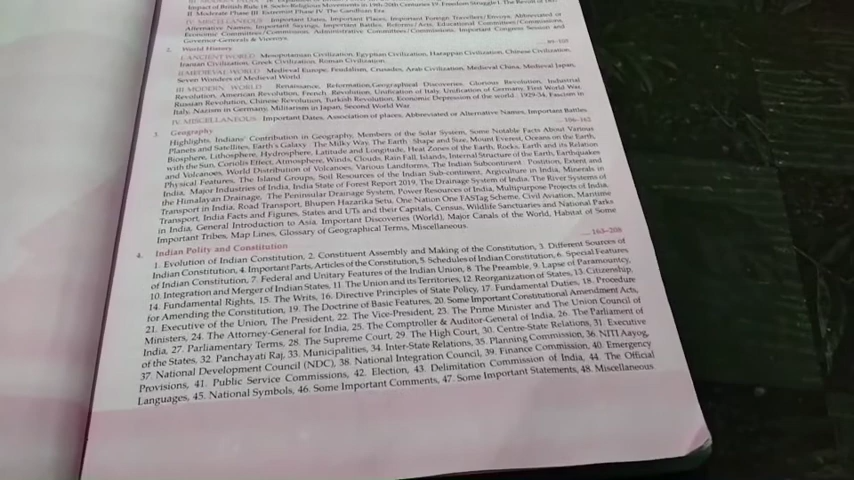 Impact of British Rule 18. Socio-Religious Movements in 19th-20th Centuries IV. Freedom Struggle I. The Revolt of 1857
II Moderate Phase III. Extremist Phase IV. The Gandhian Era.
IV. MISCELLANEOUS Important Dates, Important Places, Important Foreign Travellers/ Envoys, Abbreviated or
Alternative Names, Important Sayings, Important Battles, Reforms/Acts, Educational Committees/Commissions,
Economic Committees/Commission, Administrative Committees/Commissions, Important Congress Session and
Governor-Generals & Viceroys.
2. World History
I.ANCIENT WORLD Mesopotamian Civilization, Egyptian Civilization, Harappan Civilization, Chinese Civilization,
Iranian Civilisation, Greek Civilization, Roman Civilization.
II.MEDIEVAL WORLD Medieval Europe, Feudalism, Crusades, Arab Civilization, Medieval China, Medieval Japan,
Seven Wonders of Medieval World
III MODERN WORLD Renaissance, Reformation,Geographical Discoveries, Glorious Revolution, Industrial
Revolution, American Revolution, French Revolution, Unification of Italy, Unification of Germany, First World War,
Russian Revolution, Chinese Revolution, Turkish Revolution, Economic Depression of the world 1929-34, Fascism in
Italy, Nazism in Germany, Militarism in Japan, Second World War
IV. MISCELLANEOUS Important Dates, Association of places, Abbreviated or Alternative Names, Important Battles.
3. Geography ... 106-162
Highlights, Indians' Contribution in Geography, Members of the Solar System, Some Notable Facts About Various
Planets and Satellites, Earth's Galaxy The Milky Way, The Earth Shape and Size, Mount Everest, Oceans on the Earth,
Biosphere, Lithosphere, Hydrosphere, Latitude and Longitude, Heat Zones of the Earth, Rocks, Earth and its Relation
with the Sun, Coriolis Effect, Atmosphere, Winds, Clouds, Rain Fall, Islands, Internal Structure of the Earth, Earthquakes
and Volcanoes, World Distribution of Volcanoes, Various Landforms, The Indian Subcontinent Postition, Extent and
Physical Features, The Island Groups, Soil Resources of the Indian Sub-continent, Argiculture in India, Minerals in
India, Major Industries of India, India State of Forest Report 2019, The Drainage System of India, The River Systems of
the Himalayan Drainage, The Peninsular Drainage System, Power Resources of India, Multipurpose Projects of India,
Transport in India, Road Transport, Bhupen Hazarika Setu, One Nation One FASTag Scheme, Civil Aviation, Maritime
Transport, India Facts and Figures, States and UTs and their Capitals, Census, Wildlife Sanctuaries and National Parks
in India, General Introduction to Asia, Important Discoveries (World), Major Canals of the World, Habitat of Some
Important Tribes, Map Lines, Glossary of Geographical Terms, Miscellaneous.
4. Indian Polity and Constitution ... 163-208
1. Evolution of Indian Constitution, 2. Constituent Assembly and Making of the Constitution, 3. Different Sources of
Indian Constitution, 4. Important Parts, Articles of the Constitution, 5. Schedules of Indian Constitution, 6. Special Features
of Indian Constitution, 7. Federal and Unitary Features of the Indian Union, 8. The Preamble, 9. Lapse of Paramountcy,
10. Integration and Merger of Indian States, 11. The Union and its Territories, 12. Reorganization of States, 13. Citizenship,
14. Fundamental Rights, 15. The Writs, 16. Directive Principles of State Policy, 17. Fundamental Duties, 18. Procedure
for Amending the Constitution, 19. The Doctrine of Basic Features, 20. Some Important Constitutional Amendment Acts,
21. Executive of the Union, The President, 22. The Vice-President, 23. The Prime Minister and The Union Council of
Ministers, 24. The Attorney-General for India, 25. The Comptroller & Auditor-General of India, 26. The Parliament of
India, 27. Parliamentary Terms, 28. The Supreme Court, 29. The High Court, 30. Centre-State Relations, 31. Executive
of the States, 32. Panchayati Raj, 33. Municipalities, 34. Inter-State Relations, 35. Planning Commission, 36. NITI Aayog,
37. National Development Council (NDC), 38. National Integration Council, 39. Finance Commission, 40. Emergency
Provisions, 41. Public Service Commissions, 42. Election, 43. Delimitation Commission of India, 44. The Official
Languages, 45. National Symbols, 46. Some Important Comments, 47. Some Important Statements, 48. Miscellaneous